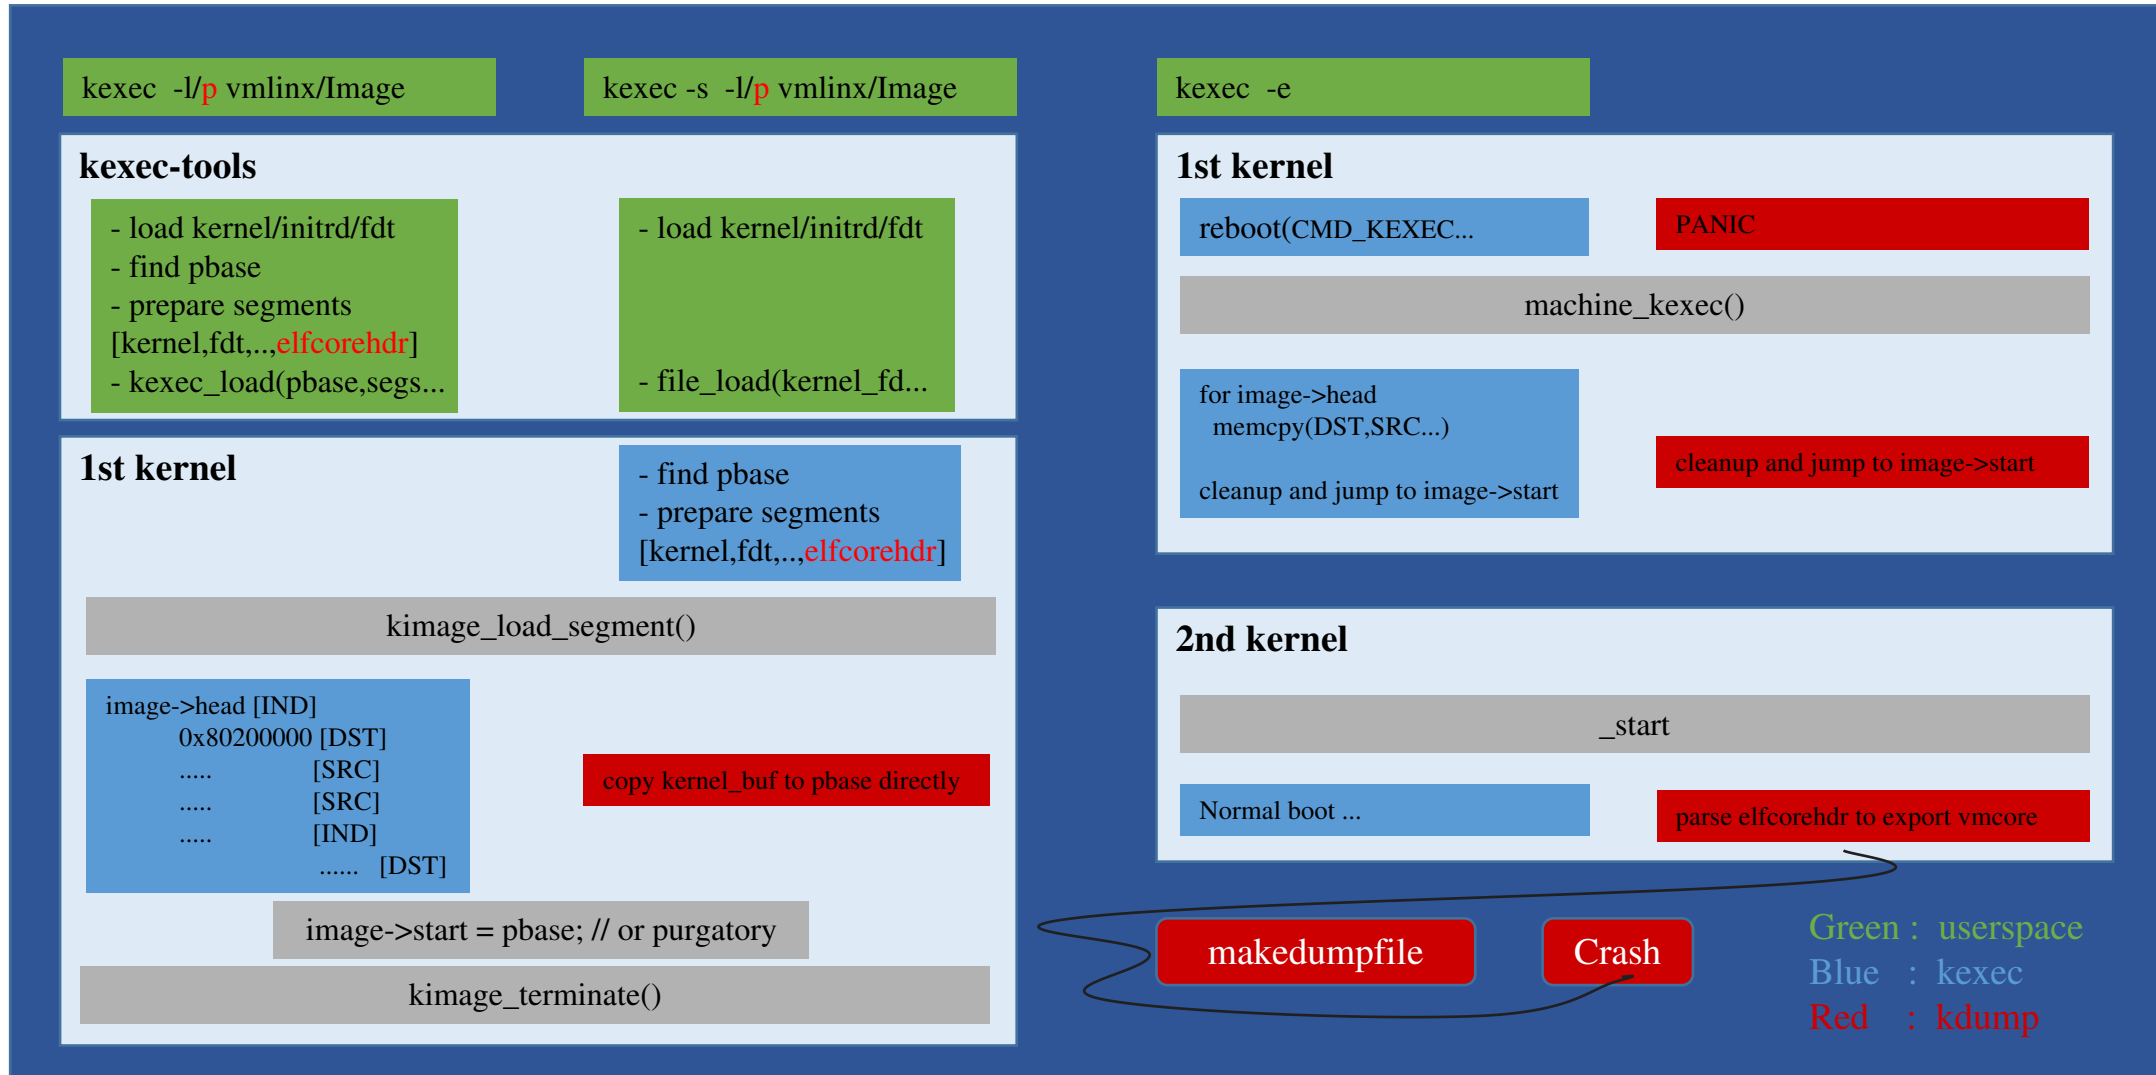 kexec -l/p vmlinx/Image
kexec -s -l/p vmlinx/Image
kexec-tools
- load kernel/initrd/fdt
- find pbase
- prepare segments
[kernel,fdt,..,elfcorehdr]
- kexec_load(pbase,segs...
- load kernel/initrd/fdt
- file_load(kernel_fd...
1st kernel
- find pbase
- prepare segments
[kernel,fdt,..,elfcorehdr]
kimage_load_segment()
image->head [IND]
0x80200000 [DST]
..... [SRC]
..... [SRC]
..... [IND]
...... [DST]
copy kernel_buf to pbase directly
image->start = pbase; // or purgatory
kimage_terminate()
kexec -e
1st kernel
reboot(CMD_KEXEC...
PANIC
machine_kexec()
for image->head
memcpy(DST,SRC...)
cleanup and jump to image->start
cleanup and jump to image->start
2nd kernel
_start
Normal boot ...
parse elfcorehdr to export vmcore
makedumpfile
Crash
Green : userspace
Blue : kexec
Red : kdump